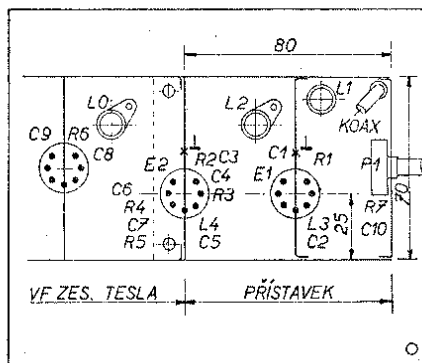 80
L0
L2
L1
KOAX
C9 R6
C8
E2
R2 C3
C4
R3
C1
R1
E1
P1
C6
R4
C7
R5
L4
C5
L3
C2
25
R7
C10
70
VF ZES. TESLA
PŘÍSTAVEK